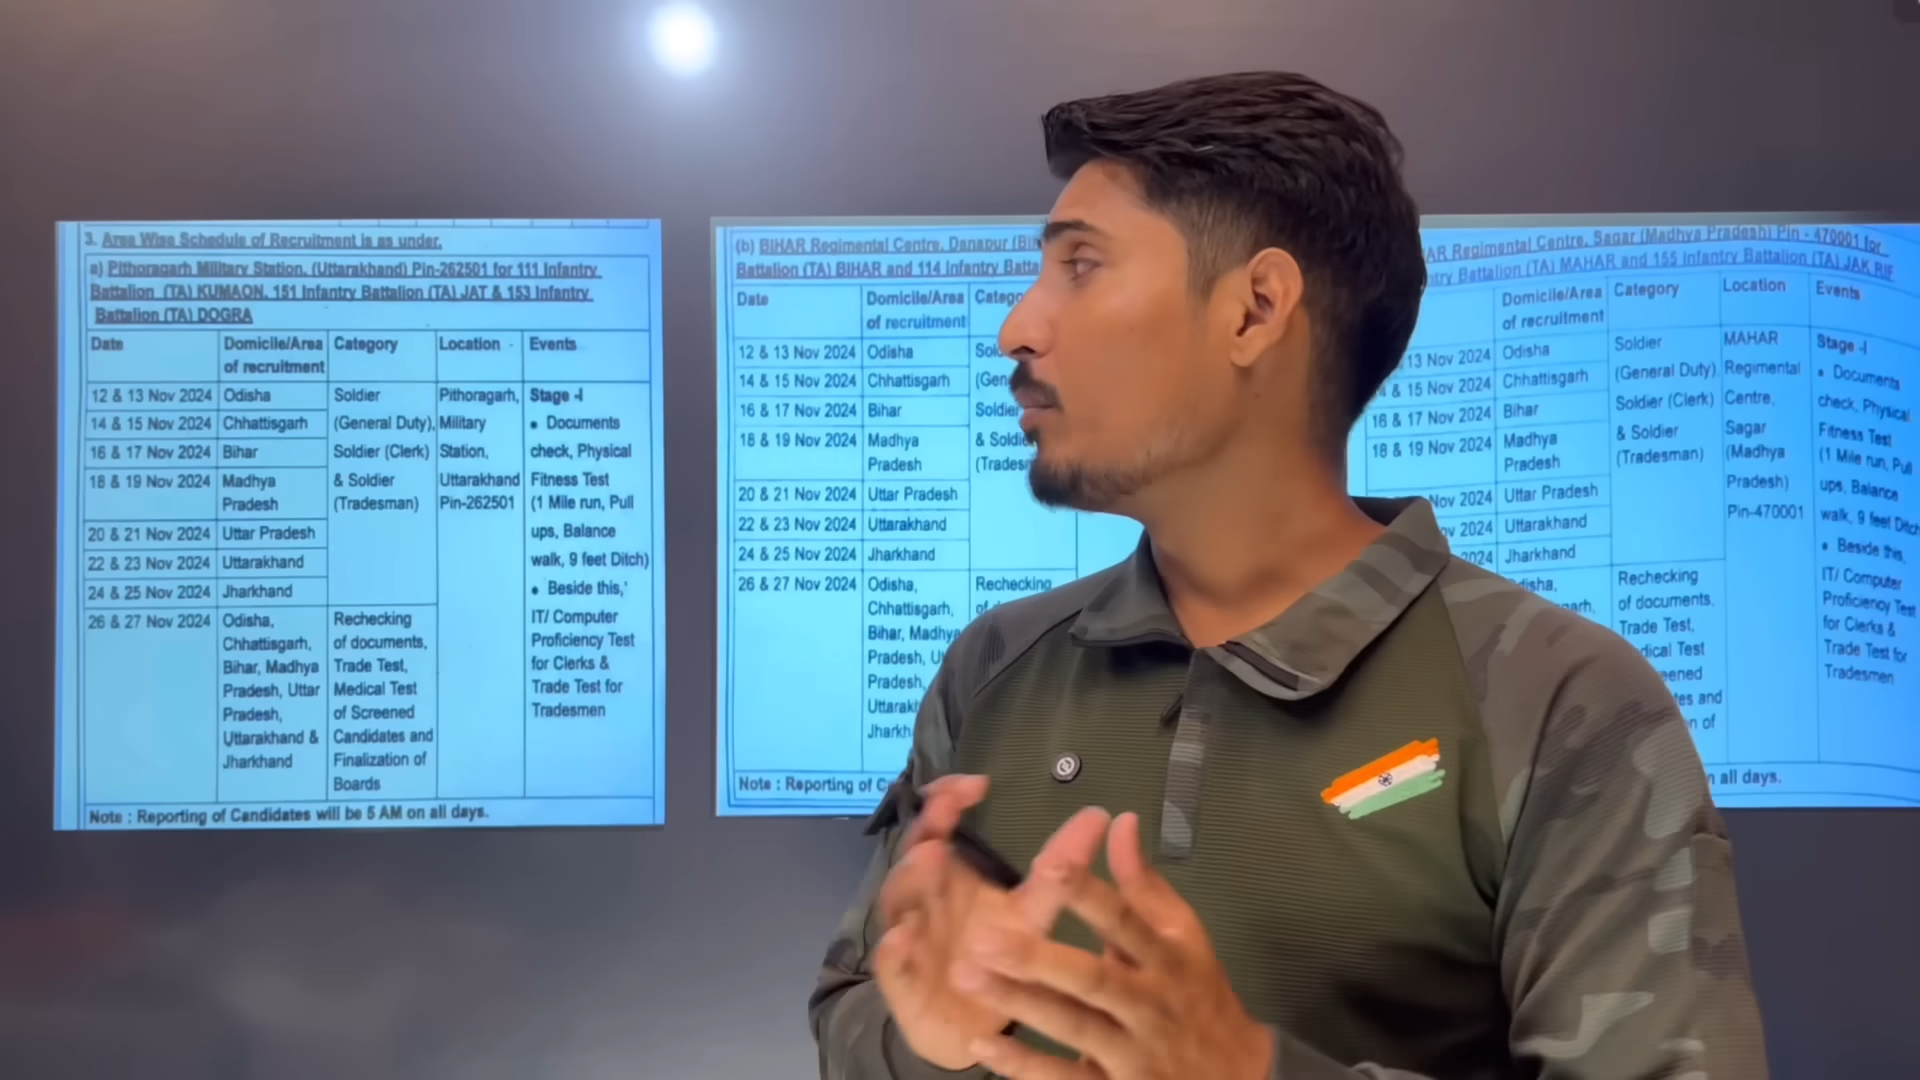 3. Area Wise Schedule of Recruitment is as under.
a) Pithoragarh Military Station, (Uttarakhand) Pin-262501 for 111 Infantry
Battalion (TA) KUMAON, 151 Infantry Battalion (TA) JAT & 153 Infantry
Battalion (TA) DOGRA
Date
Domicile/Area
of recruitment
Category
Location
Events
12 & 13 Nov 2024
Odisha
14 & 15 Nov 2024
Chhattisgarh
16 & 17 Nov 2024
Bihar
18 & 19 Nov 2024
Madhya
Pradesh
20 & 21 Nov 2024
Uttar Pradesh
22 & 23 Nov 2024
Uttarakhand
24 & 25 Nov 2024
Jharkhand
Soldier
(General Duty),
Soldier (Clerk)
& Soldier
(Tradesman)
Pithoragarh,
Military
Station,
Uttarakhand
Pin-262501
Stage -I
• Documents
check, Physical
Fitness Test
(1 Mile run, Pull
ups, Balance
walk, 9 feet Ditch)
• Beside this,'
IT/ Computer
Proficiency Test
for Clerks &
Trade Test for
Tradesmen
26 & 27 Nov 2024
Odisha,
Chhattisgarh,
Bihar, Madhya
Pradesh, Uttar
Pradesh,
Uttarakhand &
Jharkhand
Rechecking
of documents,
Trade Test,
Medical Test
of Screened
Candidates and
Finalization of
Boards
Note : Reporting of Candidates will be 5 AM on all days.
(b) BIHAR Regimental Centre, Danapur
Battalion (TA) BIHAR and 114 Infantry
Date
Domicile/Area
of recruitment
12 & 13 Nov 2024
Odisha
14 & 15 Nov 2024
Chhattisgarh
16 & 17 Nov 2024
Bihar
18 & 19 Nov 2024
Madhya
Pradesh
20 & 21 Nov 2024
Uttar Pradesh
22 & 23 Nov 2024
Uttarakhand
24 & 25 Nov 2024
Jharkhand
Soldier
26 & 27 Nov 2024
Odisha,
Chhattisgarh,
Bihar, Madhya
Pradesh,
Pradesh,
Rechecking
Note : Reporting of
Regimental Centre, Sagar (Madhya Pradesh) Pin - 470001 for
Battalion (TA) MAHAR and 155 Infantry Battalion (TA) JAK RIF
Domicile/Area
of recruitment
Category
Location
Events
13 Nov 2024
Odisha
& 15 Nov 2024
Chhattisgarh
16 & 17 Nov 2024
Bihar
18 & 19 Nov 2024
Madhya
Pradesh
Nov 2024
Uttar Pradesh
2024
Uttarakhand
2024
Jharkhand
Soldier
(General Duty),
Soldier (Clerk)
& Soldier
(Tradesman)
MAHAR
Regimental
Centre,
Sagar
(Madhya
Pradesh)
Pin-470001
Stage -I
• Documents
check, Physical
Fitness Test
(1 Mile run, Pull
ups, Balance
walk, 9 feet Ditch
• Beside this,
IT/ Computer
Proficiency Test
for Clerks &
Trade Test for
Tradesmen
Rechecking
of documents,
Trade Test,
Test
and
of
all days.